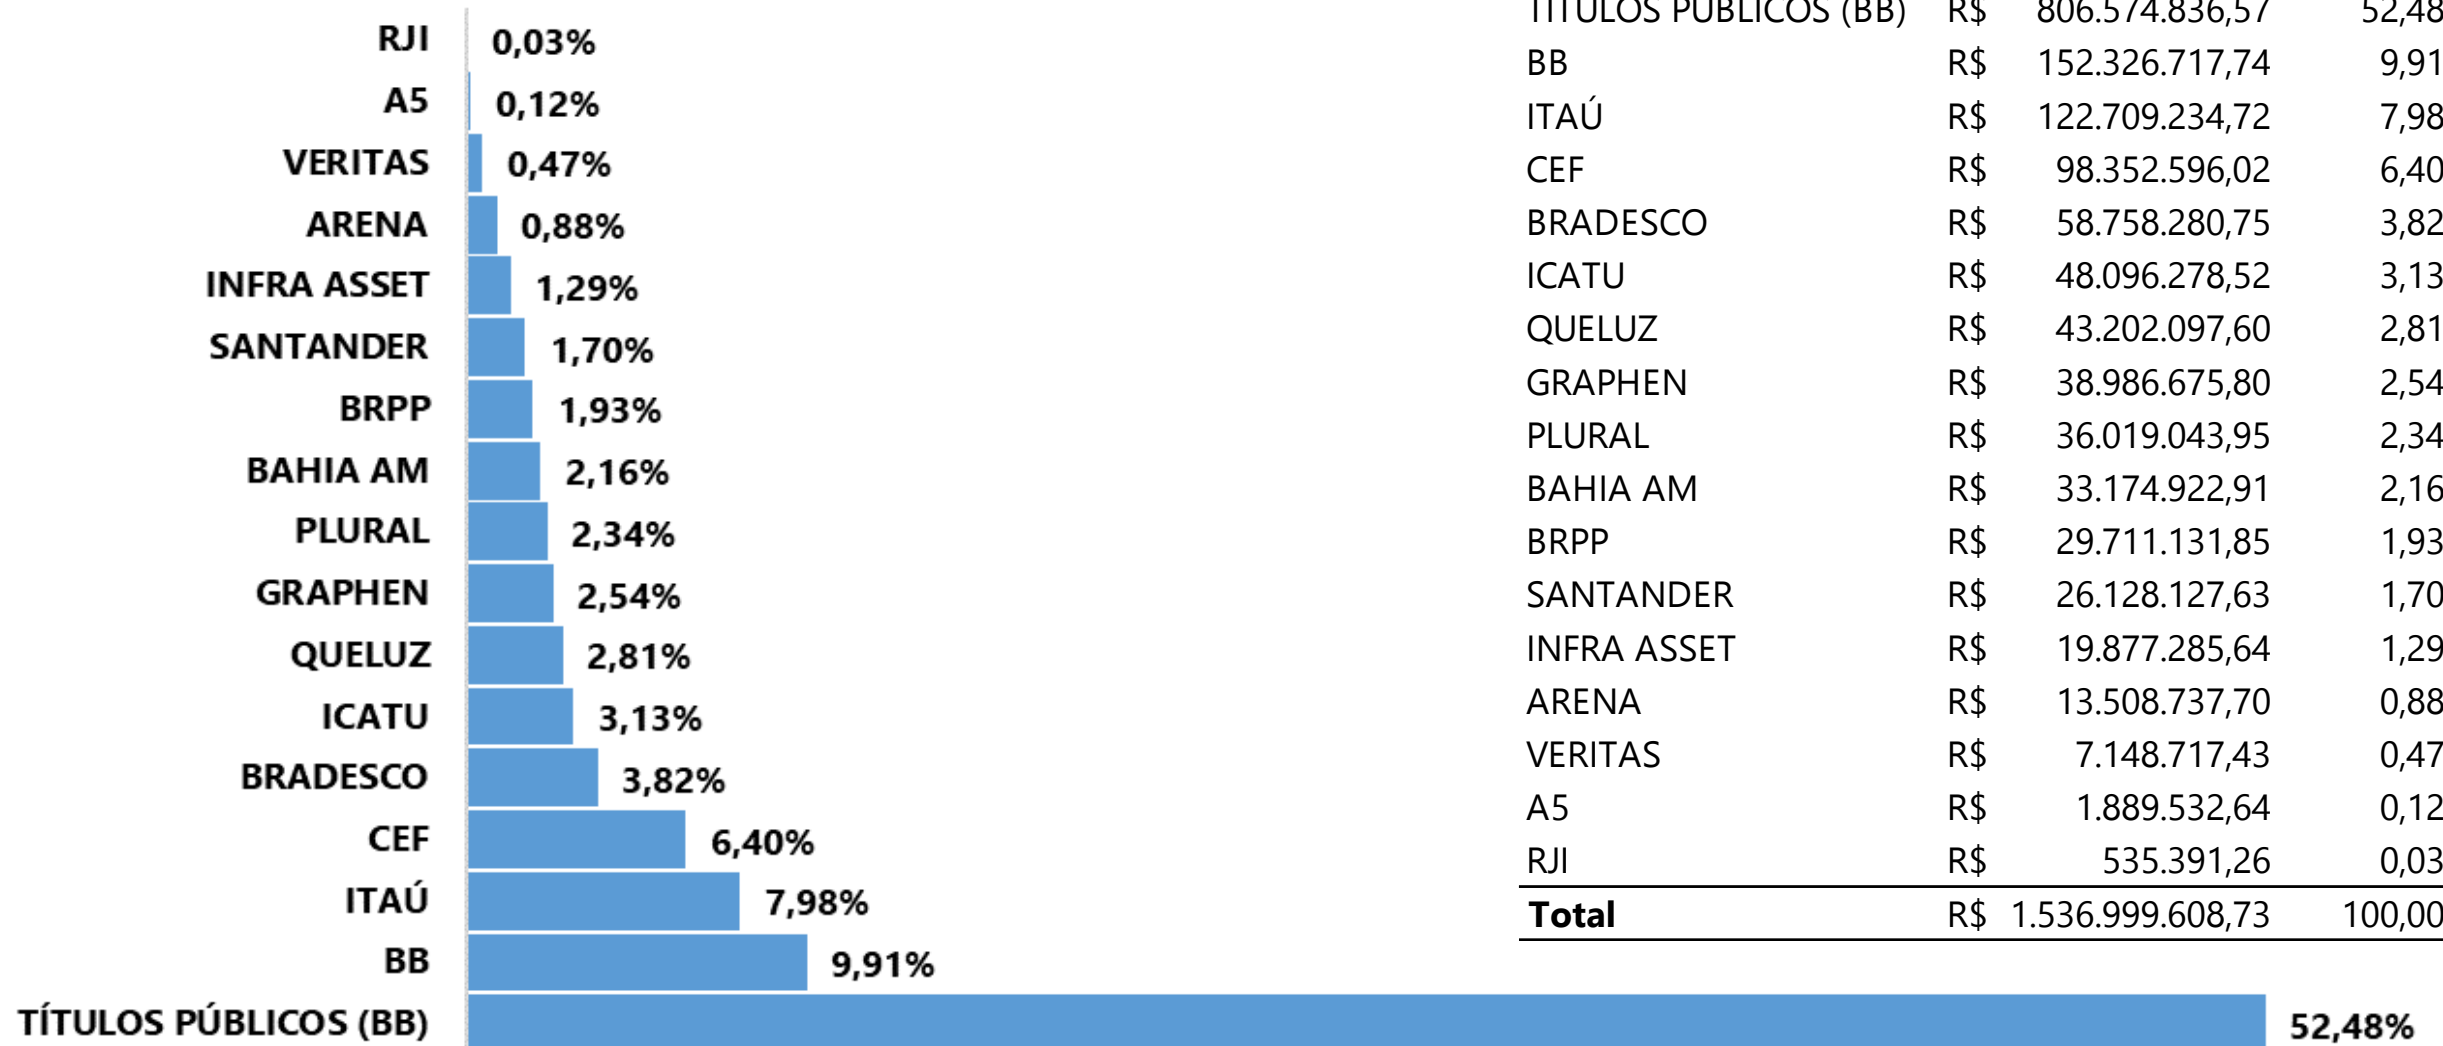 RJI 0,03%
A5 0,12%
VERITAS 0,47%
ARENA 0,88%
INFRA ASSET 1,29%
SANTANDER 1,70%
BRPP 1,93%
BAHIA AM 2,16%
PLURAL 2,34%
GRAPHEN 2,54%
QUELUZ 2,81%
ICATU 3,13%
BRADESCO 3,82%
CEF 6,40%
ITAÚ 7,98%
BB 9,91%
TÍTULOS PÚBLICOS (BB) 52,48%
TÍTULOS PÚBLICOS (BB) R$ 806.574.836,57 52,48
BB R$ 152.326.717,74 9,91
ITAÚ R$ 122.709.234,72 7,98
CEF R$ 98.352.596,02 6,40
BRADESCO R$ 58.758.280,75 3,82
ICATU R$ 48.096.278,52 3,13
QUELUZ R$ 43.202.097,60 2,81
GRAPHEN R$ 38.986.675,80 2,54
PLURAL R$ 36.019.043,95 2,34
BAHIA AM R$ 33.174.922,91 2,16
BRPP R$ 29.711.131,85 1,93
SANTANDER R$ 26.128.127,63 1,70
INFRA ASSET R$ 19.877.285,64 1,29
ARENA R$ 13.508.737,70 0,88
VERITAS R$ 7.148.717,43 0,47
A5 R$ 1.889.532,64 0,12
RJI R$ 535.391,26 0,03
Total R$ 1.536.999.608,73 100,00